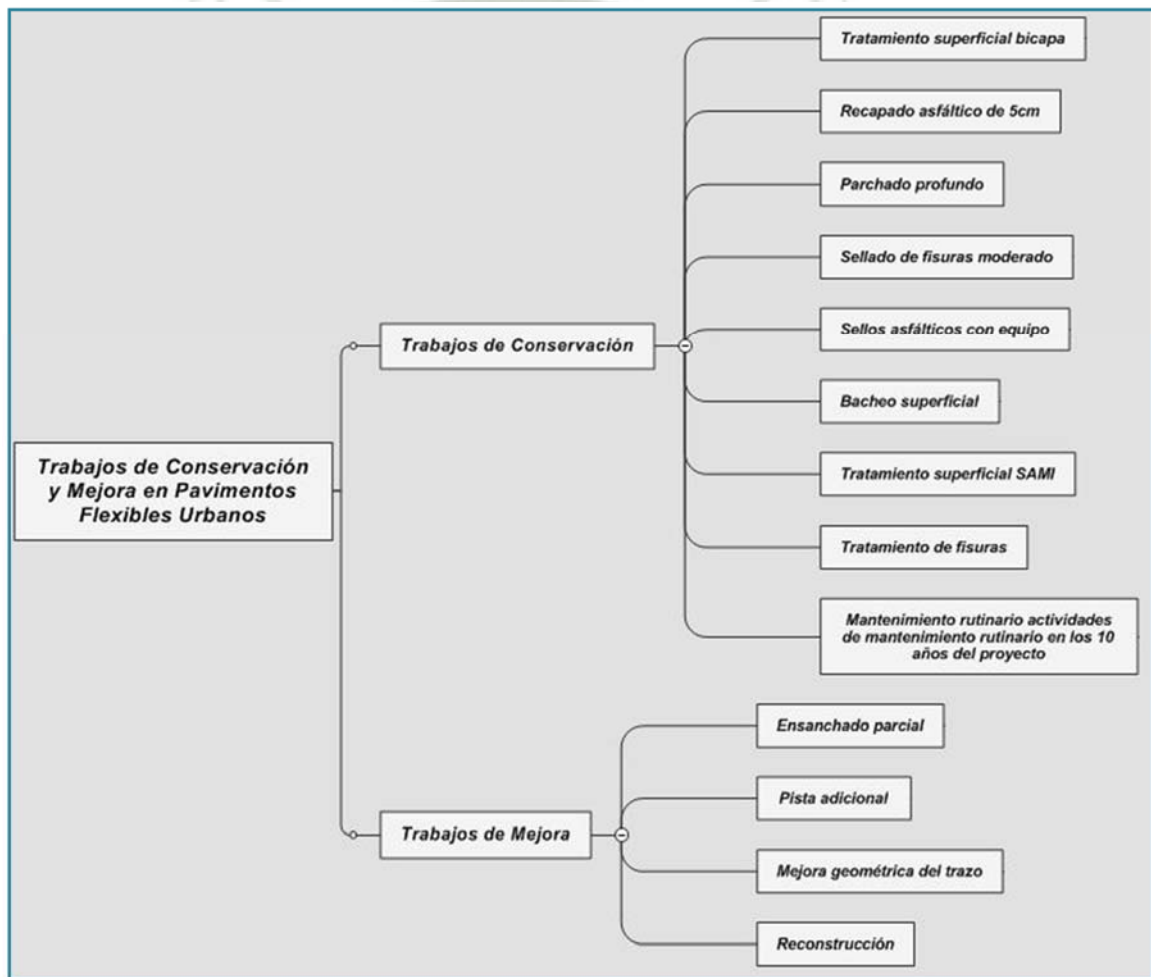 Tratamiento superficial bicapa
Recapado asfáltico de 5cm
Parchado profundo
Sellado de fisuras moderado
Trabajos de Conservación
Sellos asfálticos con equipo
Bacheo superficial
Trabajos de Conservación
y Mejora en Pavimentos
Flexibles Urbanos
Tratamiento superficial SAMI
Tratamiento de fisuras
Mantenimiento rutinario actividades
de mantenimiento rutinario en los 10
años del proyecto
Ensanchado parcial
Pista adicional
Trabajos de Mejora
Mejora geométrica del trazo
Reconstrucción